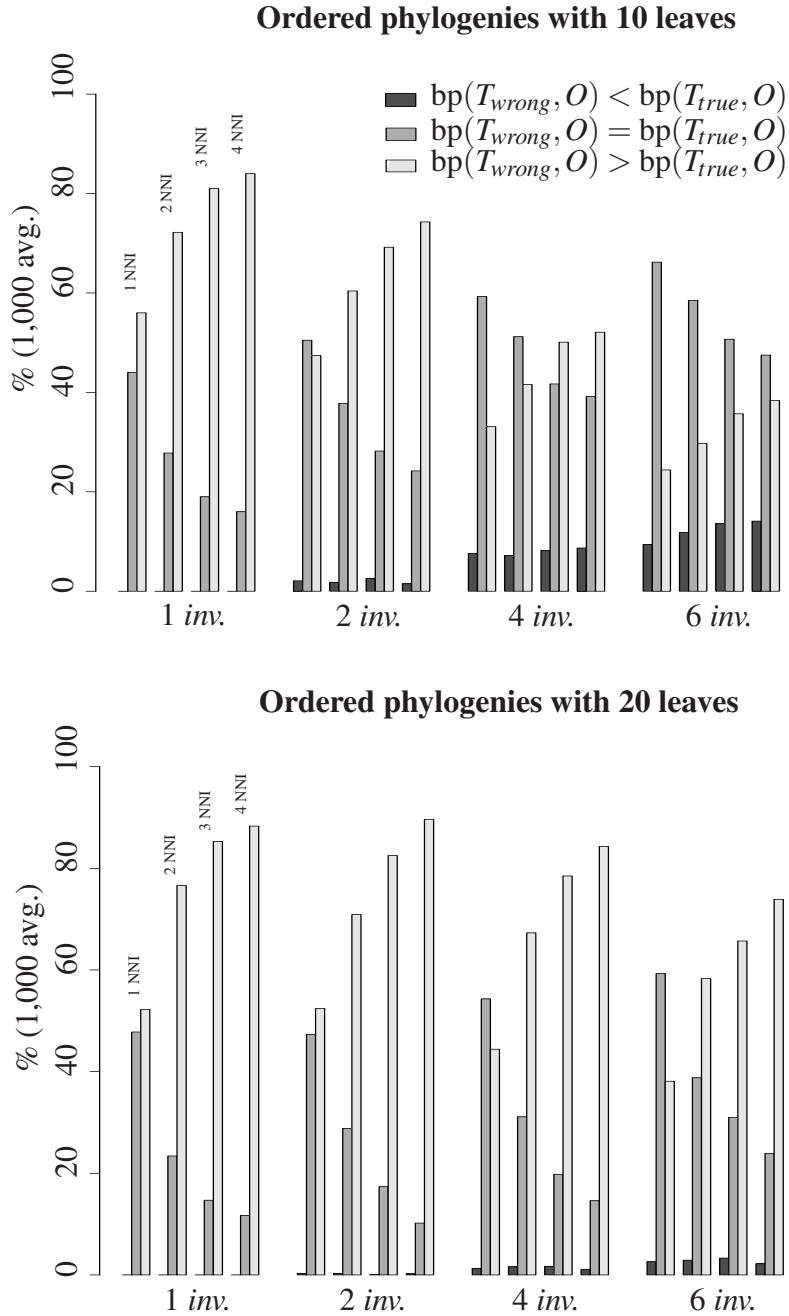 Ordered phylogenies with 10 leaves
% (1,000 avg.)
0
20
40
60
80
100
1 NNI
2 NNI
3 NNI
4 NNI
bp(T_wrong, O) < bp(T_true, O)
bp(T_wrong, O) = bp(T_true, O)
bp(T_wrong, O) > bp(T_true, O)
1 inv.
2 inv.
4 inv.
6 inv.
Ordered phylogenies with 20 leaves
% (1,000 avg.)
0
20
40
60
80
100
1 NNI
2 NNI
3 NNI
4 NNI
1 inv.
2 inv.
4 inv.
6 inv.